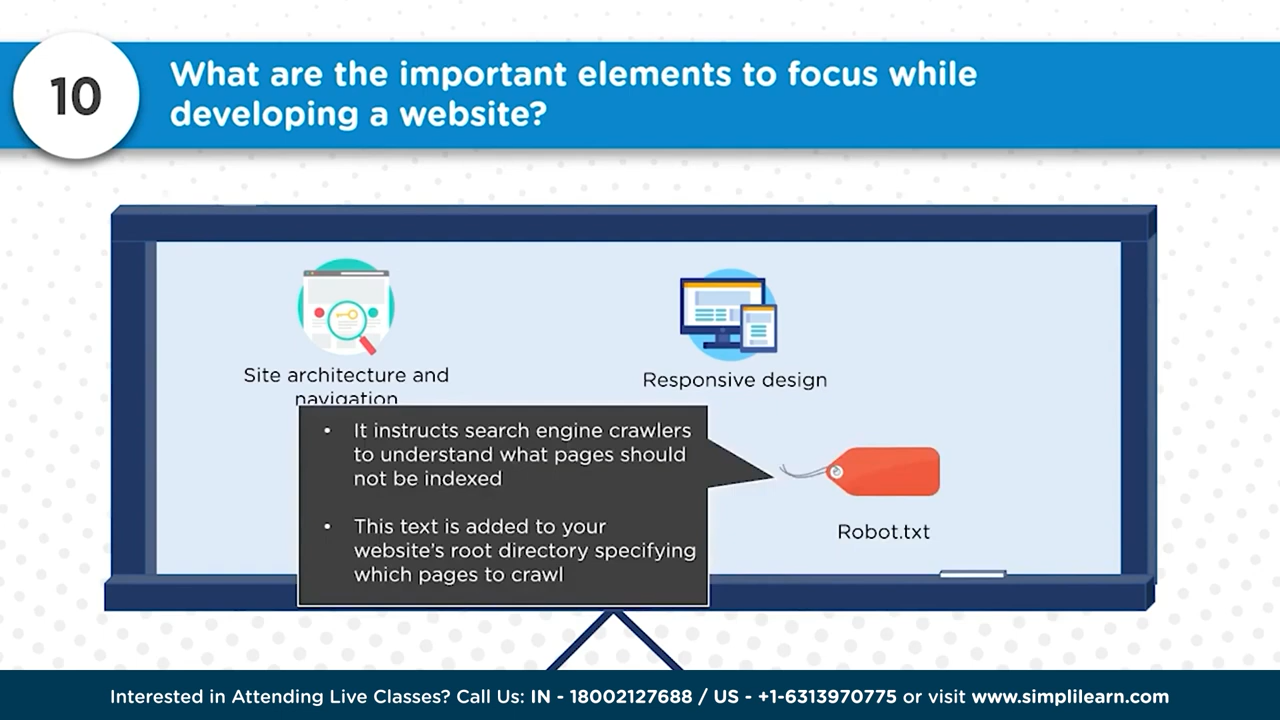 10
What are the important elements to focus while
developing a website?
Site architecture and
navigation
Responsive design
• It instructs search engine crawlers
to understand what pages should
not be indexed
• This text is added to your
website's root directory specifying
which pages to crawl
Robot.txt
Interested in Attending Live Classes? Call Us: IN - 18002127688 / US - +1-6313970775 or visit www.simplilearn.com